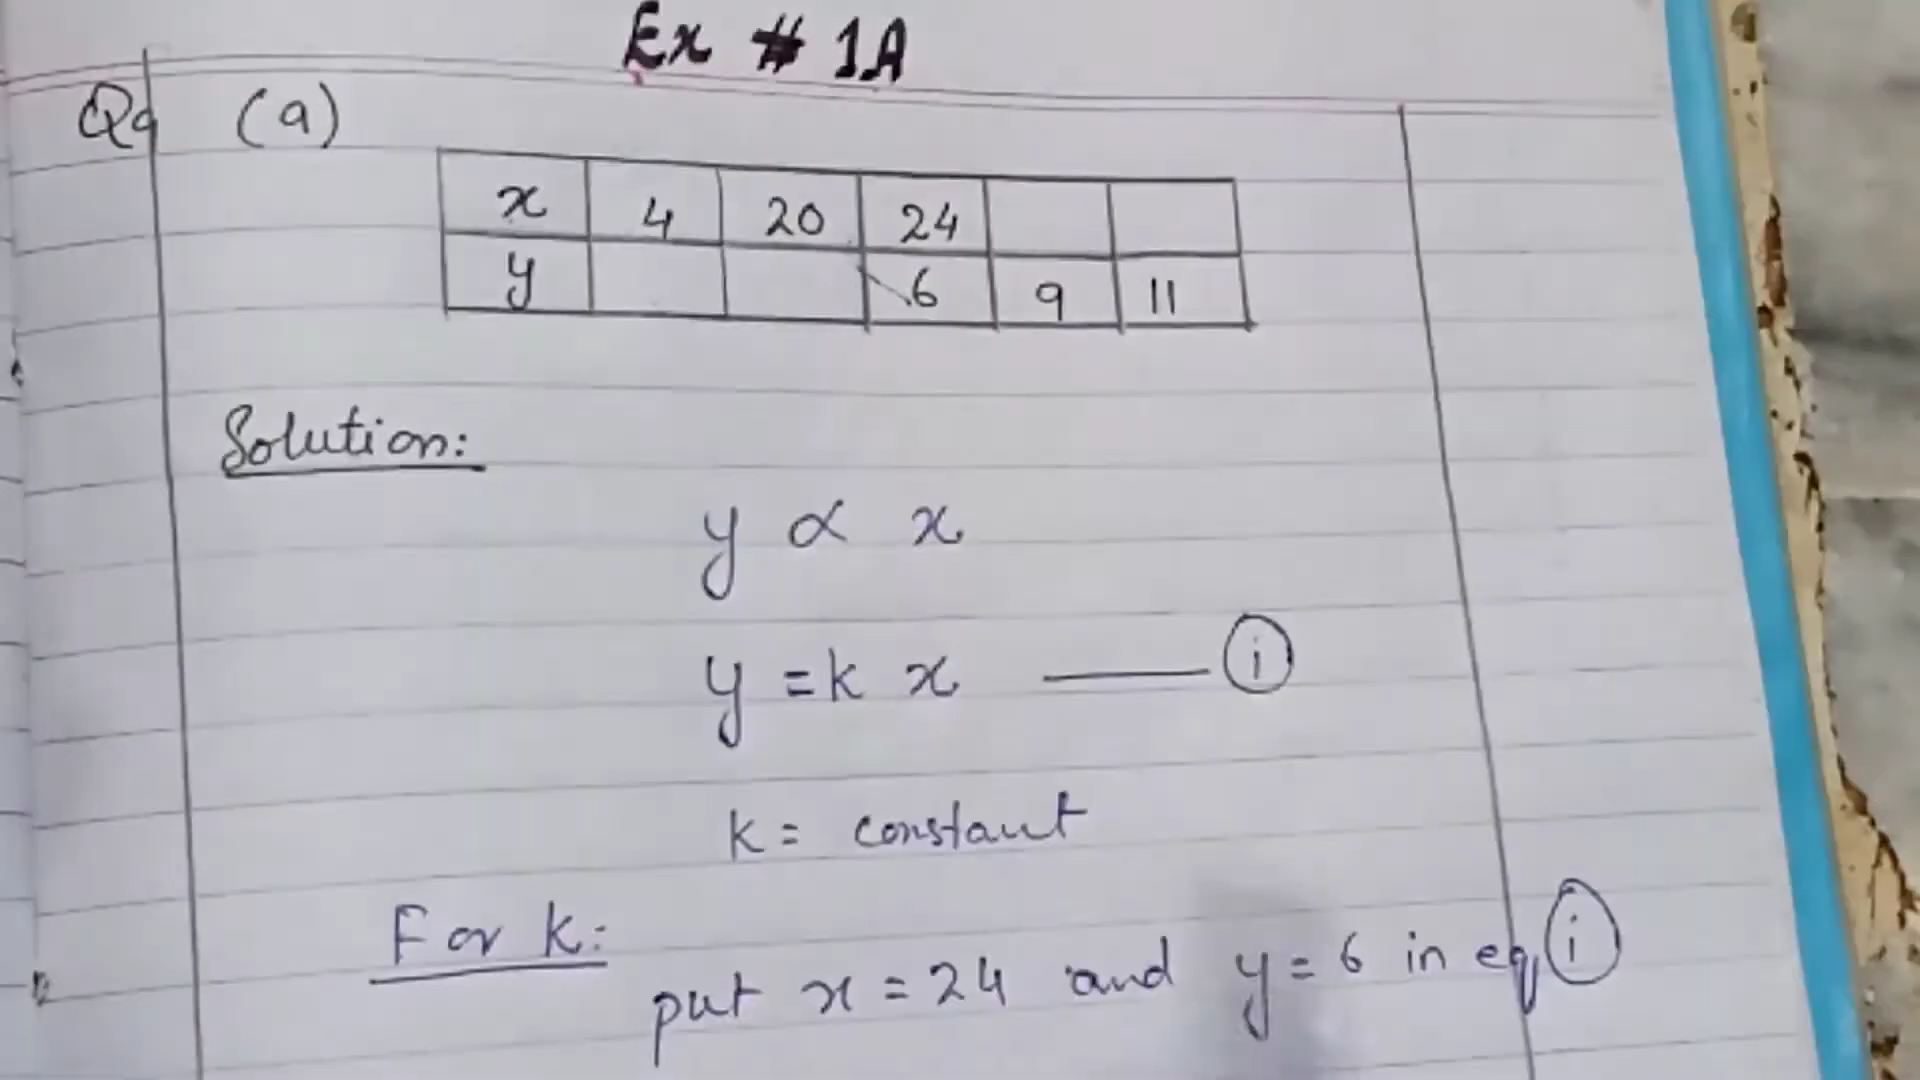 Ex # 1A
Q9 (a)
x 4 20 24
y 6 9 11
Solution:
y ∝ x
y = k x —— (i)
k = constant
For k:
put x = 24 and y = 6 in eq (i)